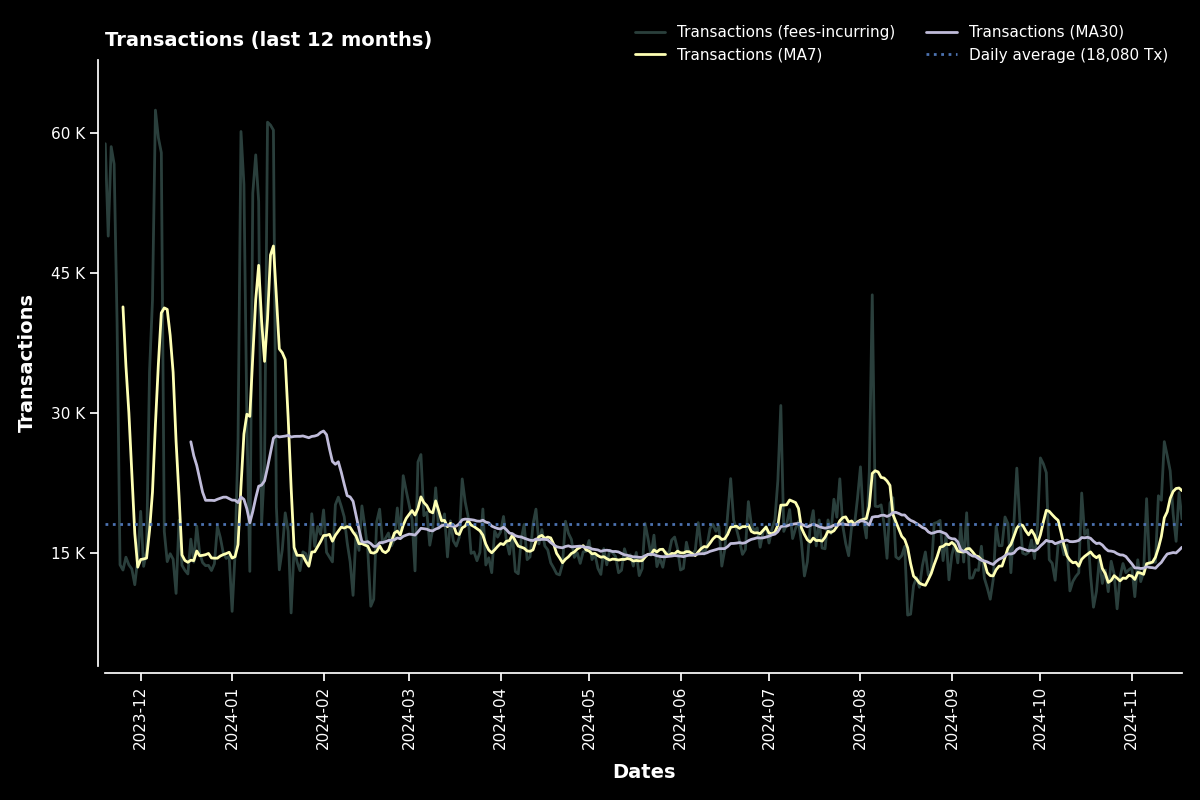 Transactions (last 12 months)
Transactions (fees-incurring)
Transactions (MA7)
Transactions (MA30)
Daily average (18,080 Tx)
Transactions
60 K
45 K
30 K
15 K
2023-12
2024-01
2024-02
2024-03
2024-04
2024-05
2024-06
2024-07
2024-08
2024-09
2024-10
2024-11
Dates